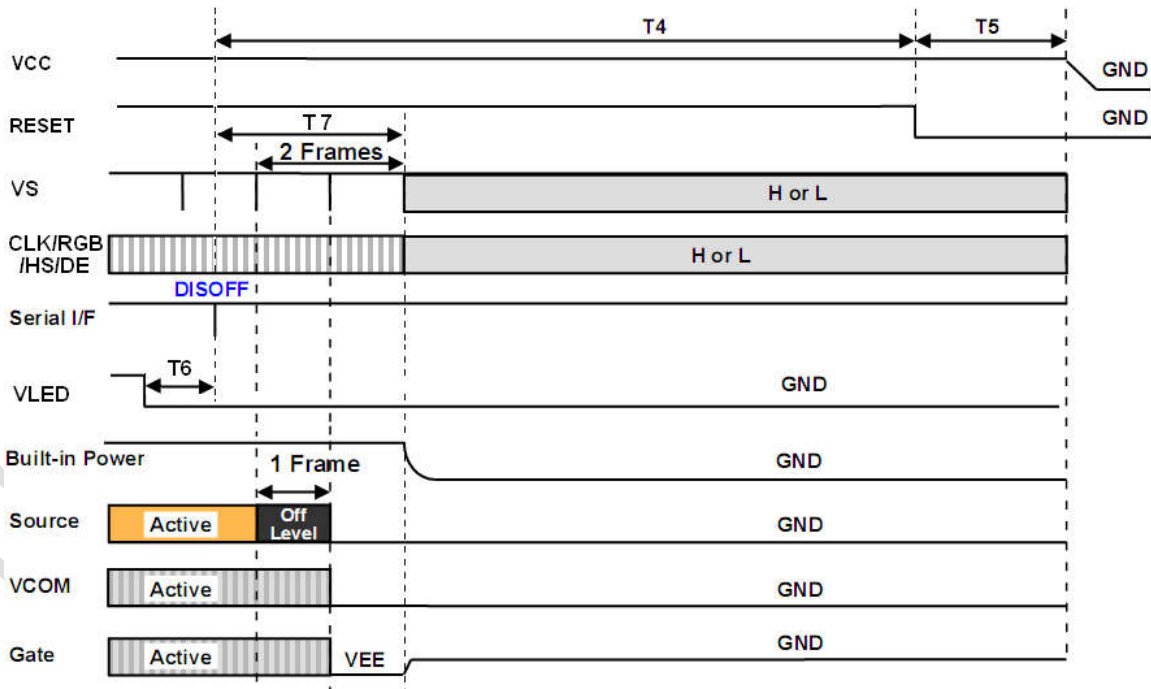 T4
T5
VCC
GND
RESET
GND
T7
2 Frames
VS
H or L
CLK/RGB
/HS/DE
H or L
DISOFF
Serial I/F
T6
VLED
GND
Built-in Power
GND
1 Frame
Source
Active
Off
Level
GND
VCOM
Active
GND
Gate
Active
VEE
GND